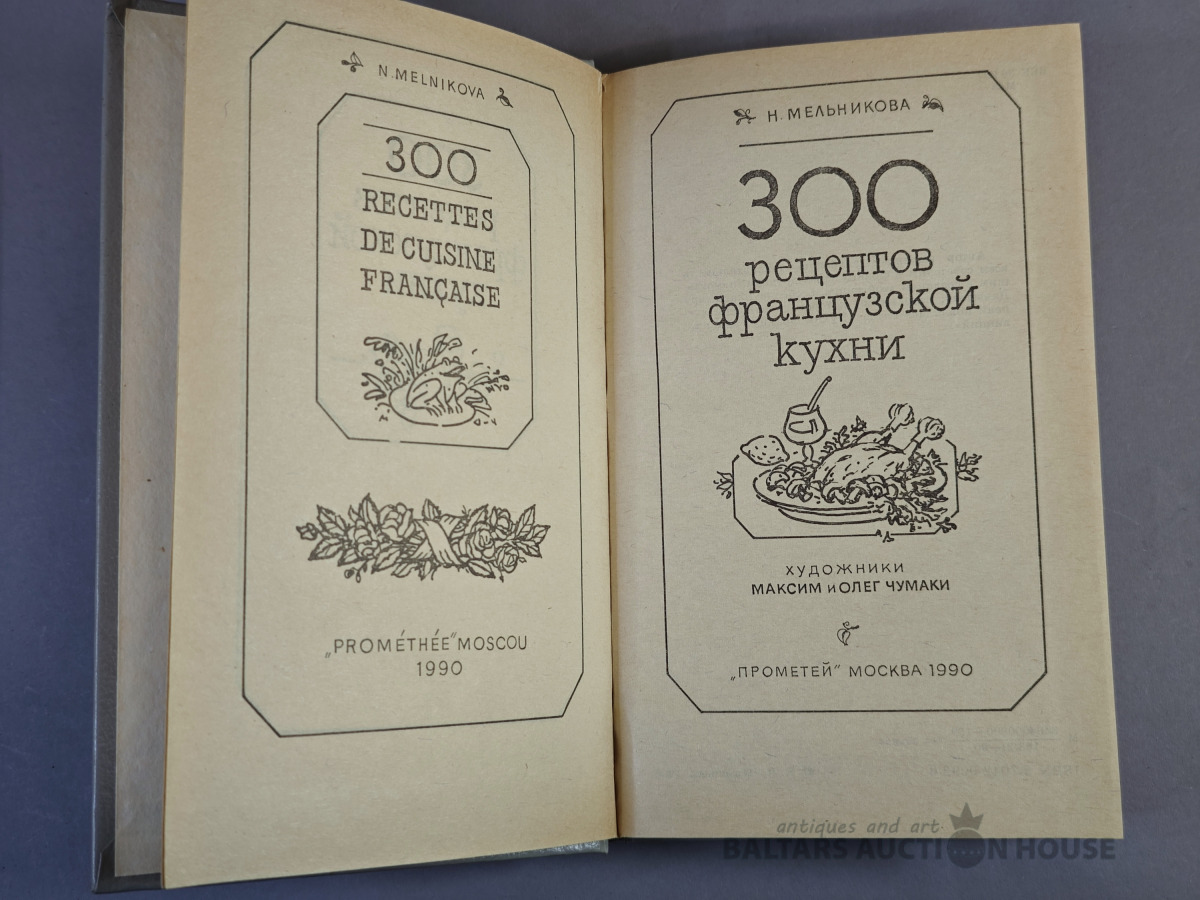 N. MELNIKOVA
300
RECETTES
DE CUISINE
FRANÇAISE
„PROMÉTHÉE" MOSCOU
1990
Н. МЕЛЬНИКОВА
300
рецептов
французской
кухни
ХУДОЖНИКИ
МАКСИМ и ОЛЕГ ЧУМАКИ
„ПРОМЕТЕЙ" МОСКВА 1990
antiques and art
BALTARS AUCTION HOUSE